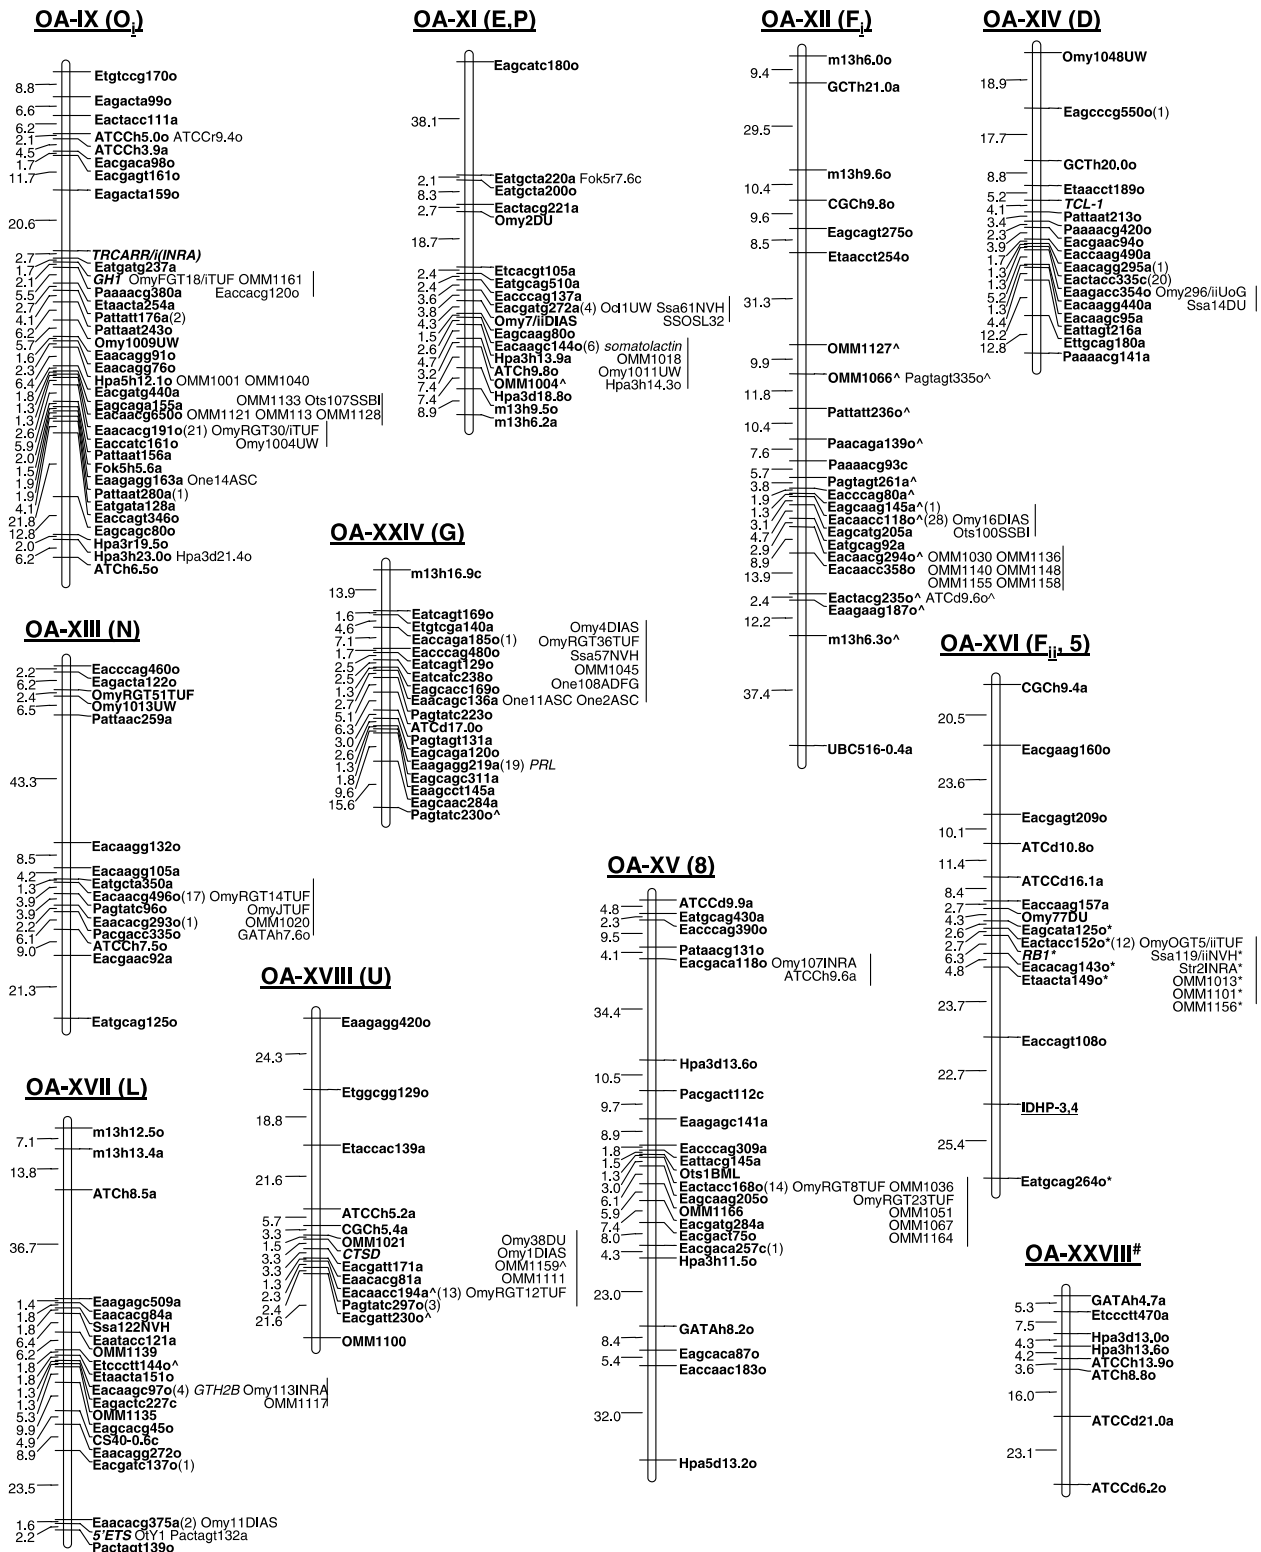 OA-IX (Oi)
8.8
6.6
6.2
2.1
4.5
1.7
11.7
20.6
2.7
1.7
2.1
5.5
2.7
4.1
6.2
5.7
1.6
2.3
6.4
1.8
1.3
1.3
2.6
5.9
2.0
1.5
1.9
1.9
4.1
21.8
12.8
2.0
6.2
Etgtccg170o
Eagacta99o
Eactacc111a
ATCCh5.0o ATCCr9.4o
ATCCh3.9a
Eacgaca98o
Eacgagt161o
Eagacta159o
TRCARR/i(INRA)
Eatgatg237a
GH1 OmyFGT18/iTUF OMM1161
Paaaacg380a Eaccacg120o
Etaacta254a
Pattatt176a(2)
Pattaat243o
Omy1009UW
Eaacagg91o
Eaacagg76o
Hpa5h12.1o OMM1001 OMM1040
Eacgatg440a
Eagcaga155a OMM1133 Ots107SSBI
Eacaacg650o OMM1121 OMM113 OMM1128
Eaacacg191o(21) OmyRGT30/iTUF
Eaccatc161o Omy1004UW
Pattaat156a
Fok5h5.6a
Eaagagg163a One14ASC
Pattaat280a(1)
Eatgata128a
Eaccagt346o
Eagcagc80o
Hpa3r19.5o
Hpa3h23.0o Hpa3d21.4o
ATCh6.5o
OA-XI (E,P)
38.1
2.1
8.3
2.7
18.7
2.4
2.4
3.6
3.8
4.3
1.5
2.6
4.7
3.2
7.4
7.4
8.9
Eagcatc180o
Eatgcta220a Fok5r7.6c
Eatgcta200o
Eactacg221a
Omy2DU
Etcacgt105a
Eatgcag510a
Eacccag137a
Eacgatg272a(4) Ocl1UW Ssa61NVH
Omy7/iiDIAS SSOSL32
Eagcaag80o
Eacaagc144o(6) somatolactin
Hpa3h13.9a OMM1018
ATCh9.8o Omy1011UW
OMM1004^ Hpa3h14.3o
Hpa3d18.8o
m13h9.5o
m13h6.2a
OA-XII (Fi)
9.4
29.5
10.4
9.6
8.5
31.3
9.9
11.8
10.4
7.6
5.7
3.8
1.9
1.3
3.1
4.7
2.9
8.9
13.9
2.4
12.2
37.4
m13h6.0o
GCTh21.0a
m13h9.6o
CGCh9.8o
Eagcagt275o
Etaacct254o
OMM1127^
OMM1066^ Pagtagt335o^
Pattatt236o^
Paacaga139o^
Paaaacg93c
Pagtagt261a^
Eacccag80a^
Eagcaag145a^(1)
Eacaacc118o^(28) Omy16DIAS
Eagcatg205a Ots100SSBI
Eatgcag92a
Eacaacg294o^ OMM1030 OMM1136
Eacaacc358o OMM1140 OMM1148
OMM1155 OMM1158
Eactacg235o^ ATCd9.6o^
Eaagaag187o^
m13h6.3o^
UBC516-0.4a
OA-XIV (D)
18.9
17.7
8.8
5.2
4.1
3.4
2.3
3.9
1.7
1.3
1.3
5.2
1.3
4.4
12.2
12.8
Omy1048UW
Eagcccg550o(1)
GCTh20.0o
Etaacct189o
TCL-1
Pattaat213o
Paaaacg420o
Eacgaac94o
Eaccaag490a
Eaacagg295a(1)
Eactacc335c(20)
Eaagacc354o Omy296/iiUoG
Eacaagg440a Ssa14DU
Eacaagc95a
Eattagt216a
Ettgcag180a
Paaaacg141a
OA-XIII (N)
2.2
6.2
2.4
6.5
43.3
8.5
4.2
1.3
3.9
3.9
2.2
6.1
9.0
21.3
Eacccag460o
Eagacta122o
OmyRGT51TUF
Omy1013UW
Pattaac259a
Eacaagg132o
Eacaagg105a
Eatgcta350a
Eacaacg496o(17) OmyRGT14TUF
Pagtatc96o OmyJTUF
Eaacacg293o(1) OMM1020
Pacgacc335o GATAh7.6o
ATCCh7.5o
Eacgaac92a
Eatgcag125o
OA-XXIV (G)
13.9
1.6
4.6
7.1
1.7
2.5
2.5
1.3
2.7
5.1
6.3
3.0
2.6
1.3
1.8
9.6
15.6
m13h16.9c
Eatcagt169o
Etgtcga140a Omy4DIAS
Eaccaga185o(1) OmyRGT36TUF
Eacccag480o Ssa57NVH
Eatcagt129o OMM1045
Eatcatc238o One108ADFG
Eagcacc169o
Eaacagc136a One11ASC One2ASC
Pagtatc223o
ATCd17.0o
Pagtagt131a
Eagcaga120o
Eaagagg219a(19) PRL
Eagcagc311a
Eaagcct145a
Eagcaac284a
Pagtatc230o^
OA-XVI (Fii, 5)
20.5
23.6
10.1
11.4
8.4
2.7
4.3
2.6
2.7
6.3
4.8
23.7
22.7
25.4
CGCh9.4a
Eacgaag160o
Eacgagt209o
ATCd10.8o
ATCCd16.1a
Eaccaag157a
Omy77DU
Eagcata125o*
Eactacc152o*(12) OmyOGT5/iiTUF
RB1* Ssa119/iiNVH*
Eacacag143o* Str2INRA*
Etaacta149o* OMM1013*
OMM1101*
OMM1156*
Eaccagt108o
IDHP-3,4
Eatgcag264o*
OA-XV (8)
4.8
2.3
9.5
4.1
34.4
10.5
9.7
8.9
1.8
1.5
1.3
3.0
6.1
5.9
7.4
8.0
4.3
23.0
8.4
5.4
32.0
ATCCd9.9a
Eatgcag430a
Eacccag390o
Pataacg131o
Eacgaca118o Omy107INRA
ATCCh9.6a
Hpa3d13.6o
Pacgact112c
Eaagagc141a
Eacccag309a
Eattacg145a
Ots1BML
Eactacc168o(14) OmyRGT8TUF OMM1036
Eagcaag205o OmyRGT23TUF
OMM1166 OMM1051
Eacgatg284a OMM1067
Eacgact75o OMM1164
Eacgaca257c(1)
Hpa3h11.5o
GATAh8.2o
Eagcaca87o
Eaccaac183o
Hpa5d13.2o
OA-XVIII (U)
24.3
18.8
21.6
5.7
3.3
1.5
3.3
3.3
1.3
2.3
2.4
21.6
Eaagagg420o
Etggcgg129o
Etaccac139a
ATCCh5.2a
CGCh5.4a
OMM1021 Omy38DU
CTSD Omy1DIAS
Eacgatt171a OMM1159^
Eaacacg81a OMM1111
Eacaacc194a^(13) OmyRGT12TUF
Pagtatc297o(3)
Eacgatt230o^
OMM1100
OA-XVII (L)
7.1
13.8
36.7
1.4
1.8
1.8
6.4
6.2
1.8
1.8
1.3
1.3
5.3
9.9
4.9
8.9
23.5
1.6
2.2
m13h12.5o
m13h13.4a
ATCh8.5a
Eaagagc509a
Eaacacg84a
Ssa122NVH
Eaatacc121a
OMM1139
Etccctt144o^
Etaacta151o
Eacaagc97o(4) GTH2B Omy113INRA
Eagactc227c OMM1117
OMM1135
Eagcacg45o
CS40-0.6c
Eaacagg272o
Eacgatc137o(1)
Eaacacg375a(2) Omy11DIAS
5'ETS OtY1 Pactagt132a
Pactagt139o
OA-XXVIII#
5.3
7.5
4.3
4.2
3.6
16.0
23.1
GATAh4.7a
Etccctt470a
Hpa3d13.0o
Hpa3h13.6o
ATCCh13.9o
ATCh8.8o
ATCCd21.0a
ATCCd6.2o